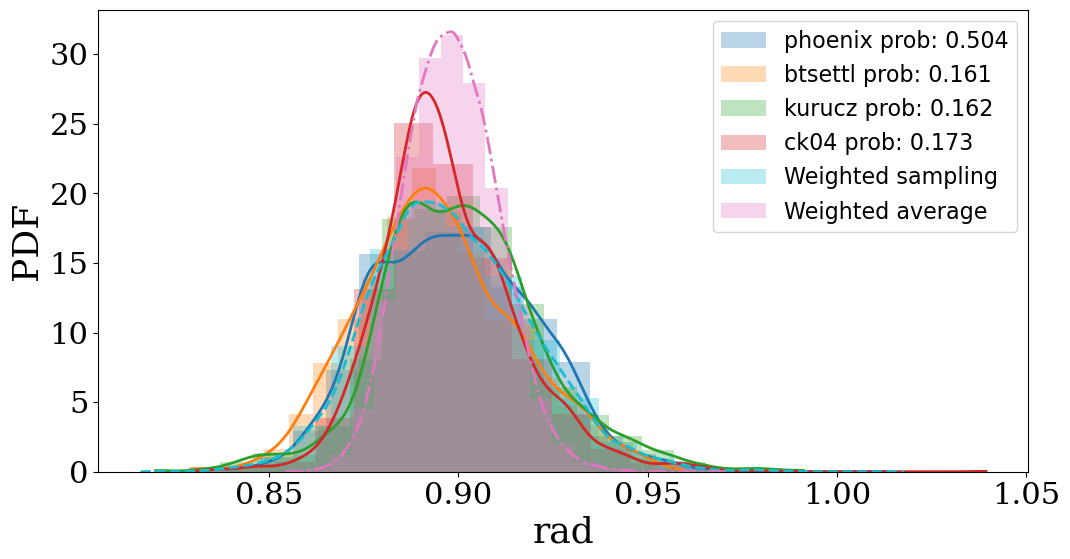 PDF
30
25
20
15
10
5
0
0.85
0.90
0.95
1.00
1.05
rad
phoenix prob: 0.504
btsettl prob: 0.161
kurucz prob: 0.162
ck04 prob: 0.173
Weighted sampling
Weighted average